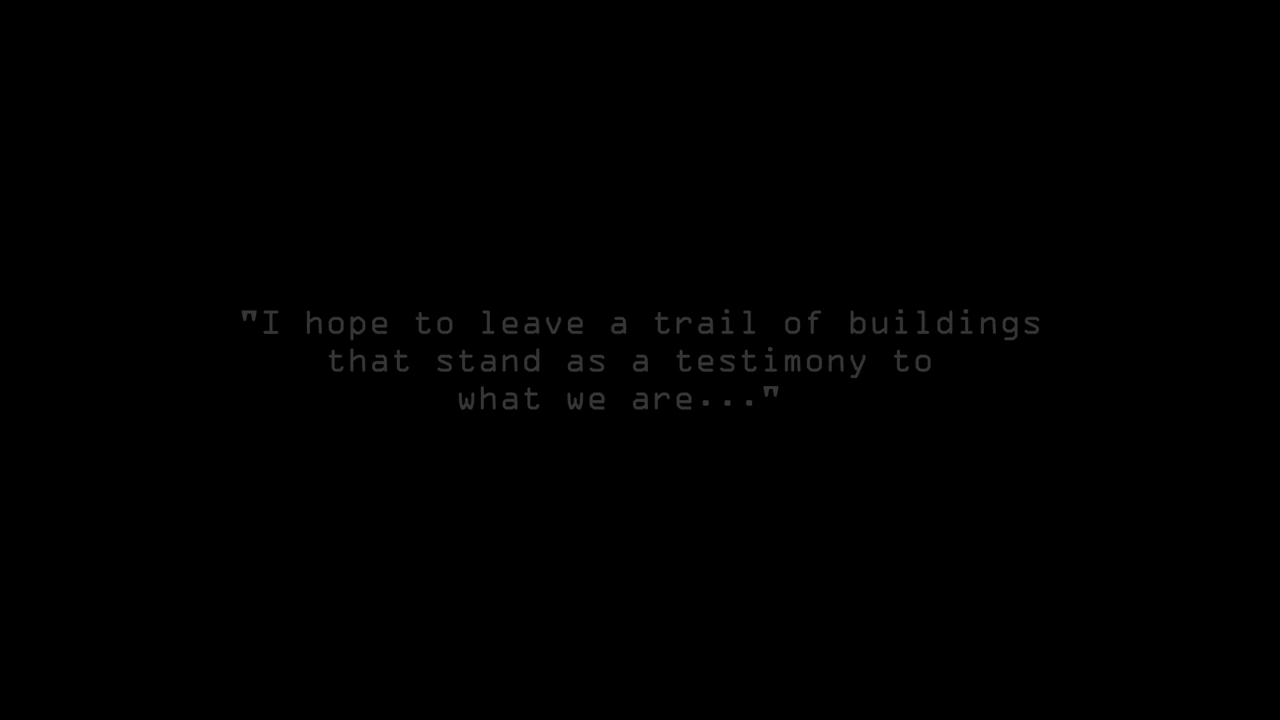 "I hope to leave a trail of buildings
that stand as a testimony to
what we are..."